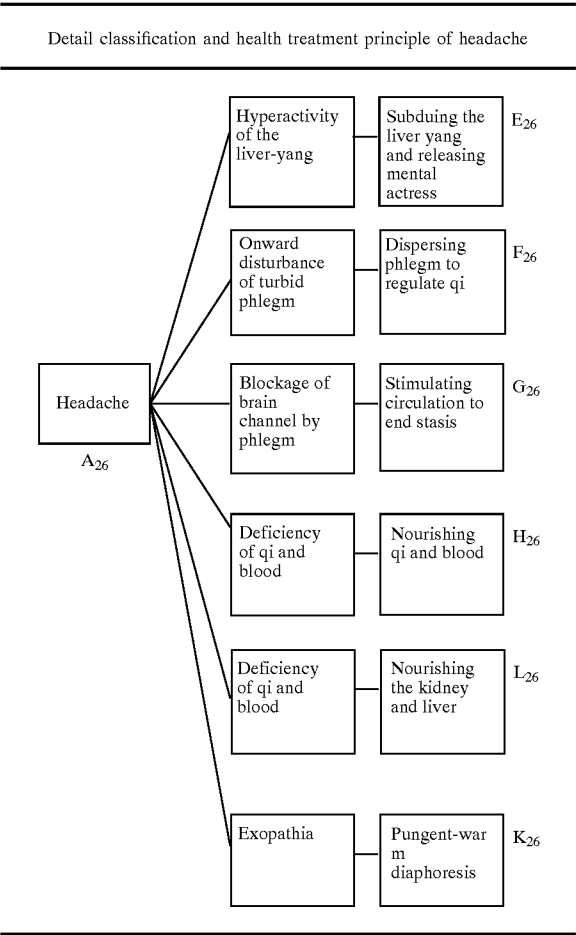 Detail classification and health treatment principle of headache
Hyperactivity
of the
liver-yang
Subduing the
liver yang
and releasing
mental
actress
E26
Onward
disturbance
of turbid
phlegm
Dispersing
phlegm to
regulate qi
F26
Headache
A26
Blockage of
brain
channel by
phlegm
Stimulating
circulation to
end stasis
G26
Deficiency
of qi and
blood
Nourishing
qi and blood
H26
Deficiency
of qi and
blood
Nourishing
the kidney
and liver
L26
Exopathia
Pungent-war
m
diaphoresis
K26